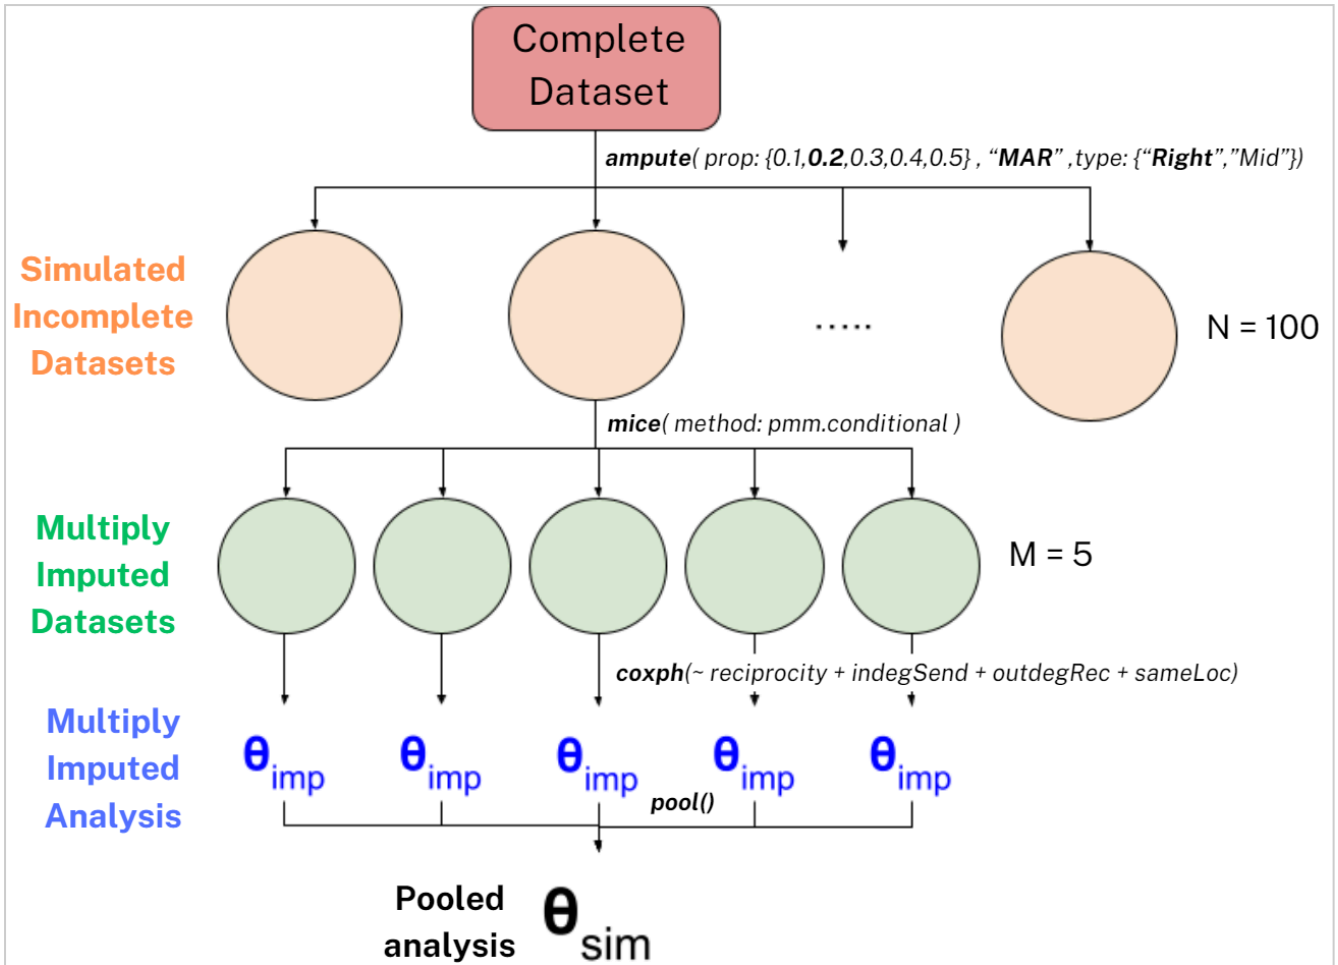 Complete
Dataset
ampute( prop: {0.1,0.2,0.3,0.4,0.5} , “MAR” ,type: {“Right”,”Mid”})
Simulated
Incomplete
Datasets
.....
N = 100
mice( method: pmm.conditional )
Multiply
Imputed
Datasets
M = 5
coxph(~ reciprocity + indegSend + outdegRec + sameLoc)
Multiply
Imputed
Analysis
θimp θimp θimp θimp θimp
pool()
Pooled
analysis
θsim